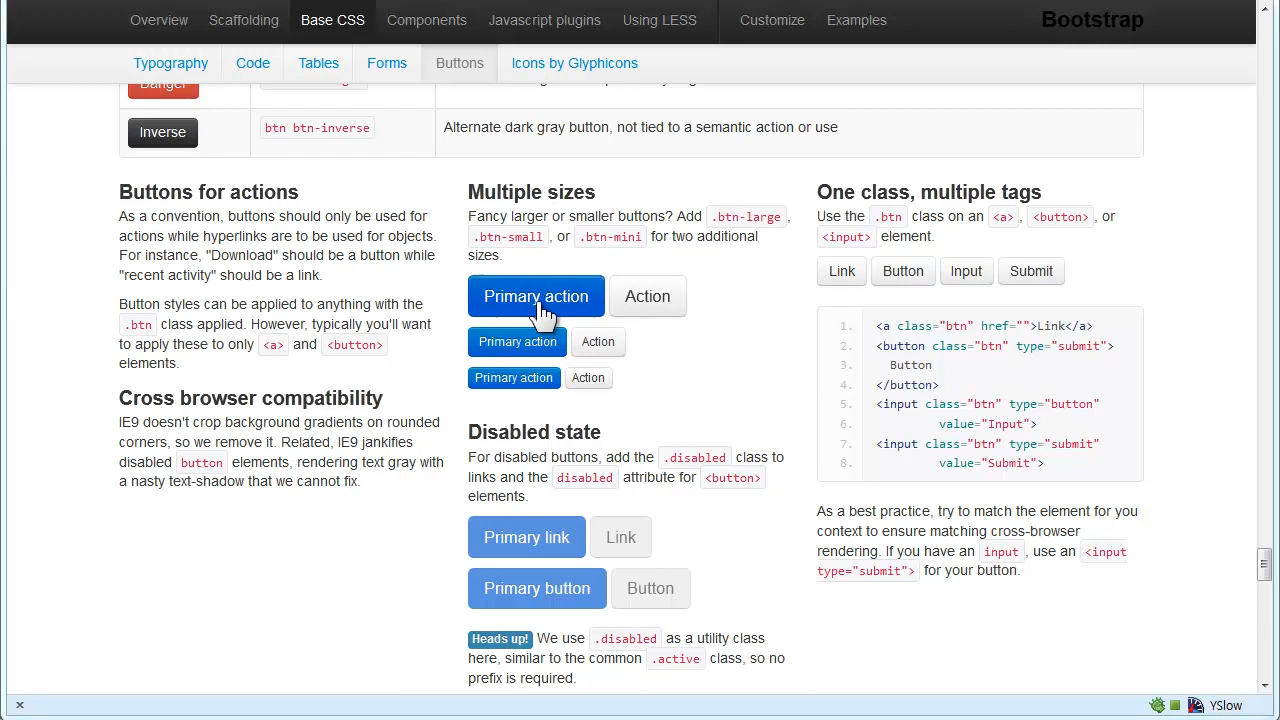 Overview Scaffolding Base CSS Components Javascript plugins Using LESS Customize Examples Bootstrap
Typography Code Tables Forms Buttons Icons by Glyphicons
Danger
Inverse btn btn-inverse Alternate dark gray button, not tied to a semantic action or use
Buttons for actions
As a convention, buttons should only be used for
actions while hyperlinks are to be used for objects.
For instance, "Download" should be a button while
"recent activity" should be a link.
Button styles can be applied to anything with the
.btn class applied. However, typically you'll want
to apply these to only <a> and <button>
elements.
Cross browser compatibility
IE9 doesn't crop background gradients on rounded
corners, so we remove it. Related, IE9 jankifies
disabled button elements, rendering text gray with
a nasty text-shadow that we cannot fix.
Multiple sizes
Fancy larger or smaller buttons? Add .btn-large ,
.btn-small , or .btn-mini for two additional
sizes.
Primary action Action
Primary action Action
Primary action Action
Disabled state
For disabled buttons, add the .disabled class to
links and the disabled attribute for <button>
elements.
Primary link Link
Primary button Button
Heads up! We use .disabled as a utility class
here, similar to the common .active class, so no
prefix is required.
One class, multiple tags
Use the .btn class on an <a> , <button> , or
<input> element.
Link Button Input Submit
1. <a class="btn" href="">Link</a>
2. <button class="btn" type="submit">
3. Button
4. </button>
5. <input class="btn" type="button"
6. value="Input">
7. <input class="btn" type="submit"
8. value="Submit">
As a best practice, try to match the element for you
context to ensure matching cross-browser
rendering. If you have an input , use an <input
type="submit"> for your button.
YSlow